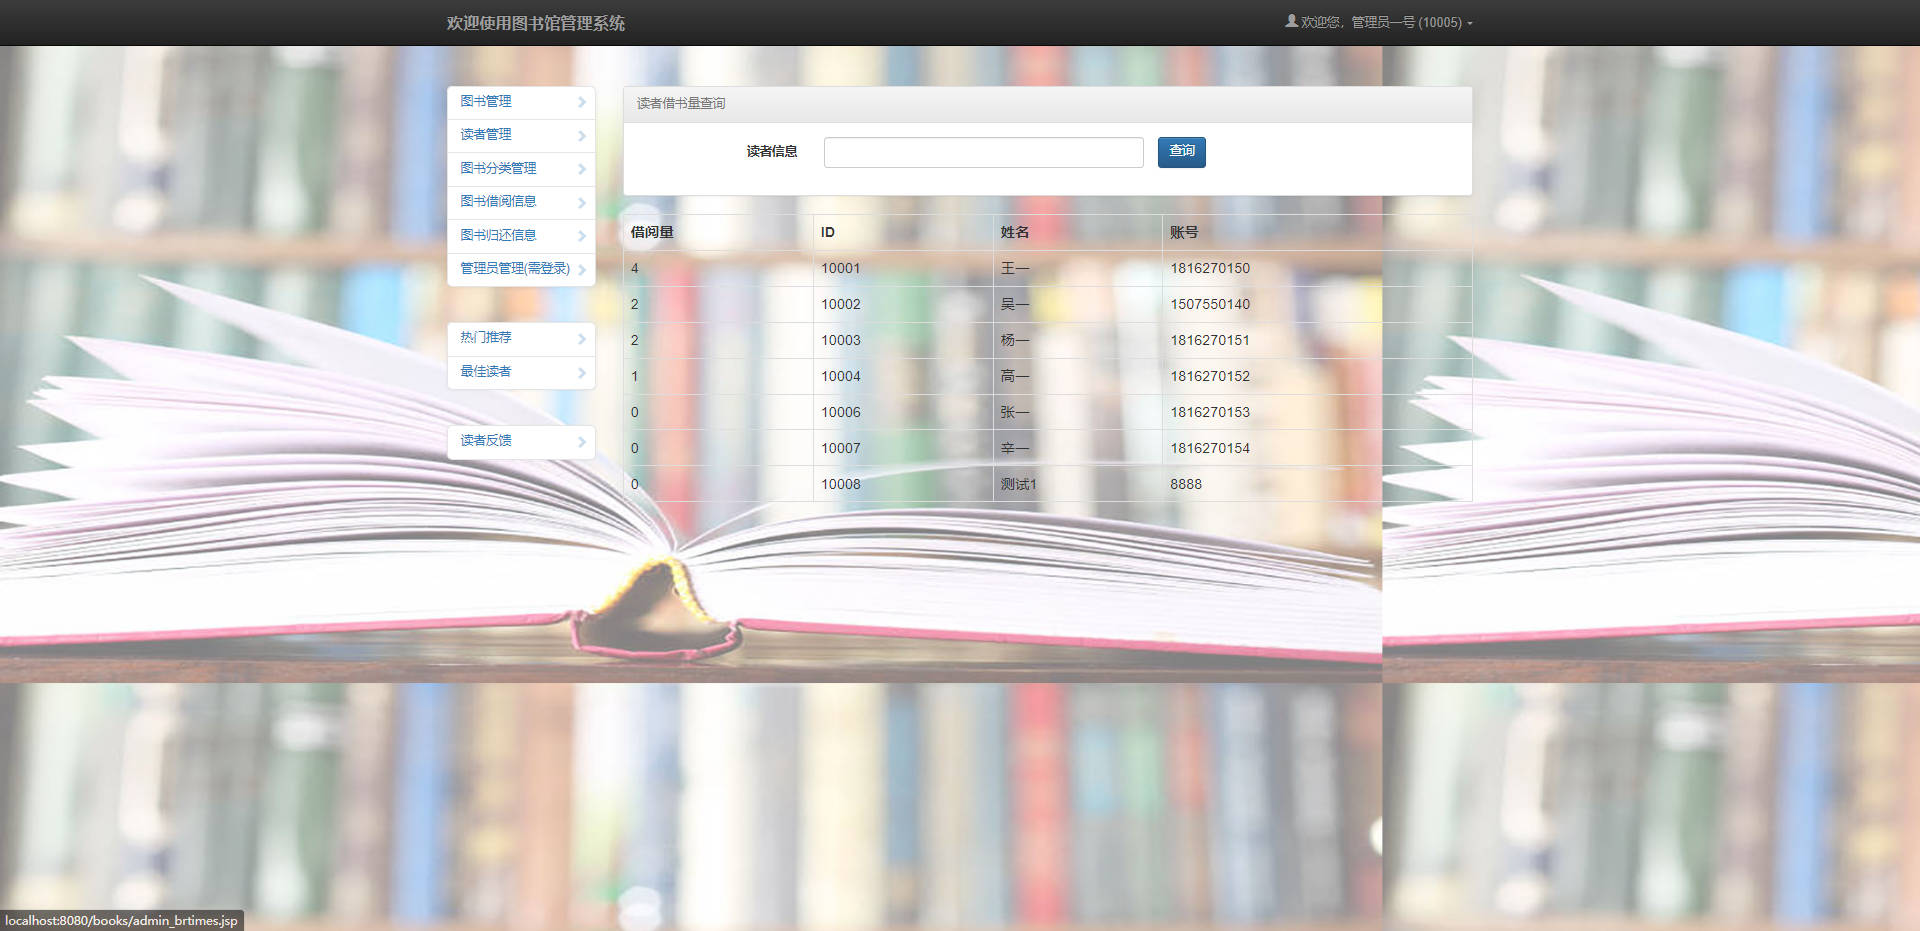 欢迎使用图书馆管理系统
欢迎您，管理员一号 (10005)
图书管理
读者管理
图书分类管理
图书借阅信息
图书归还信息
管理员管理(需登录)
热门推荐
最佳读者
读者反馈
读者借书量查询
读者信息 查询
借阅量 ID 姓名 账号
4 10001 王一 1816270150
2 10002 吴一 1507550140
2 10003 杨一 1816270151
1 10004 高一 1816270152
0 10006 张一 1816270153
0 10007 辛一 1816270154
0 10008 测试1 8888
localhost:8080/books/admin_brtimes.jsp